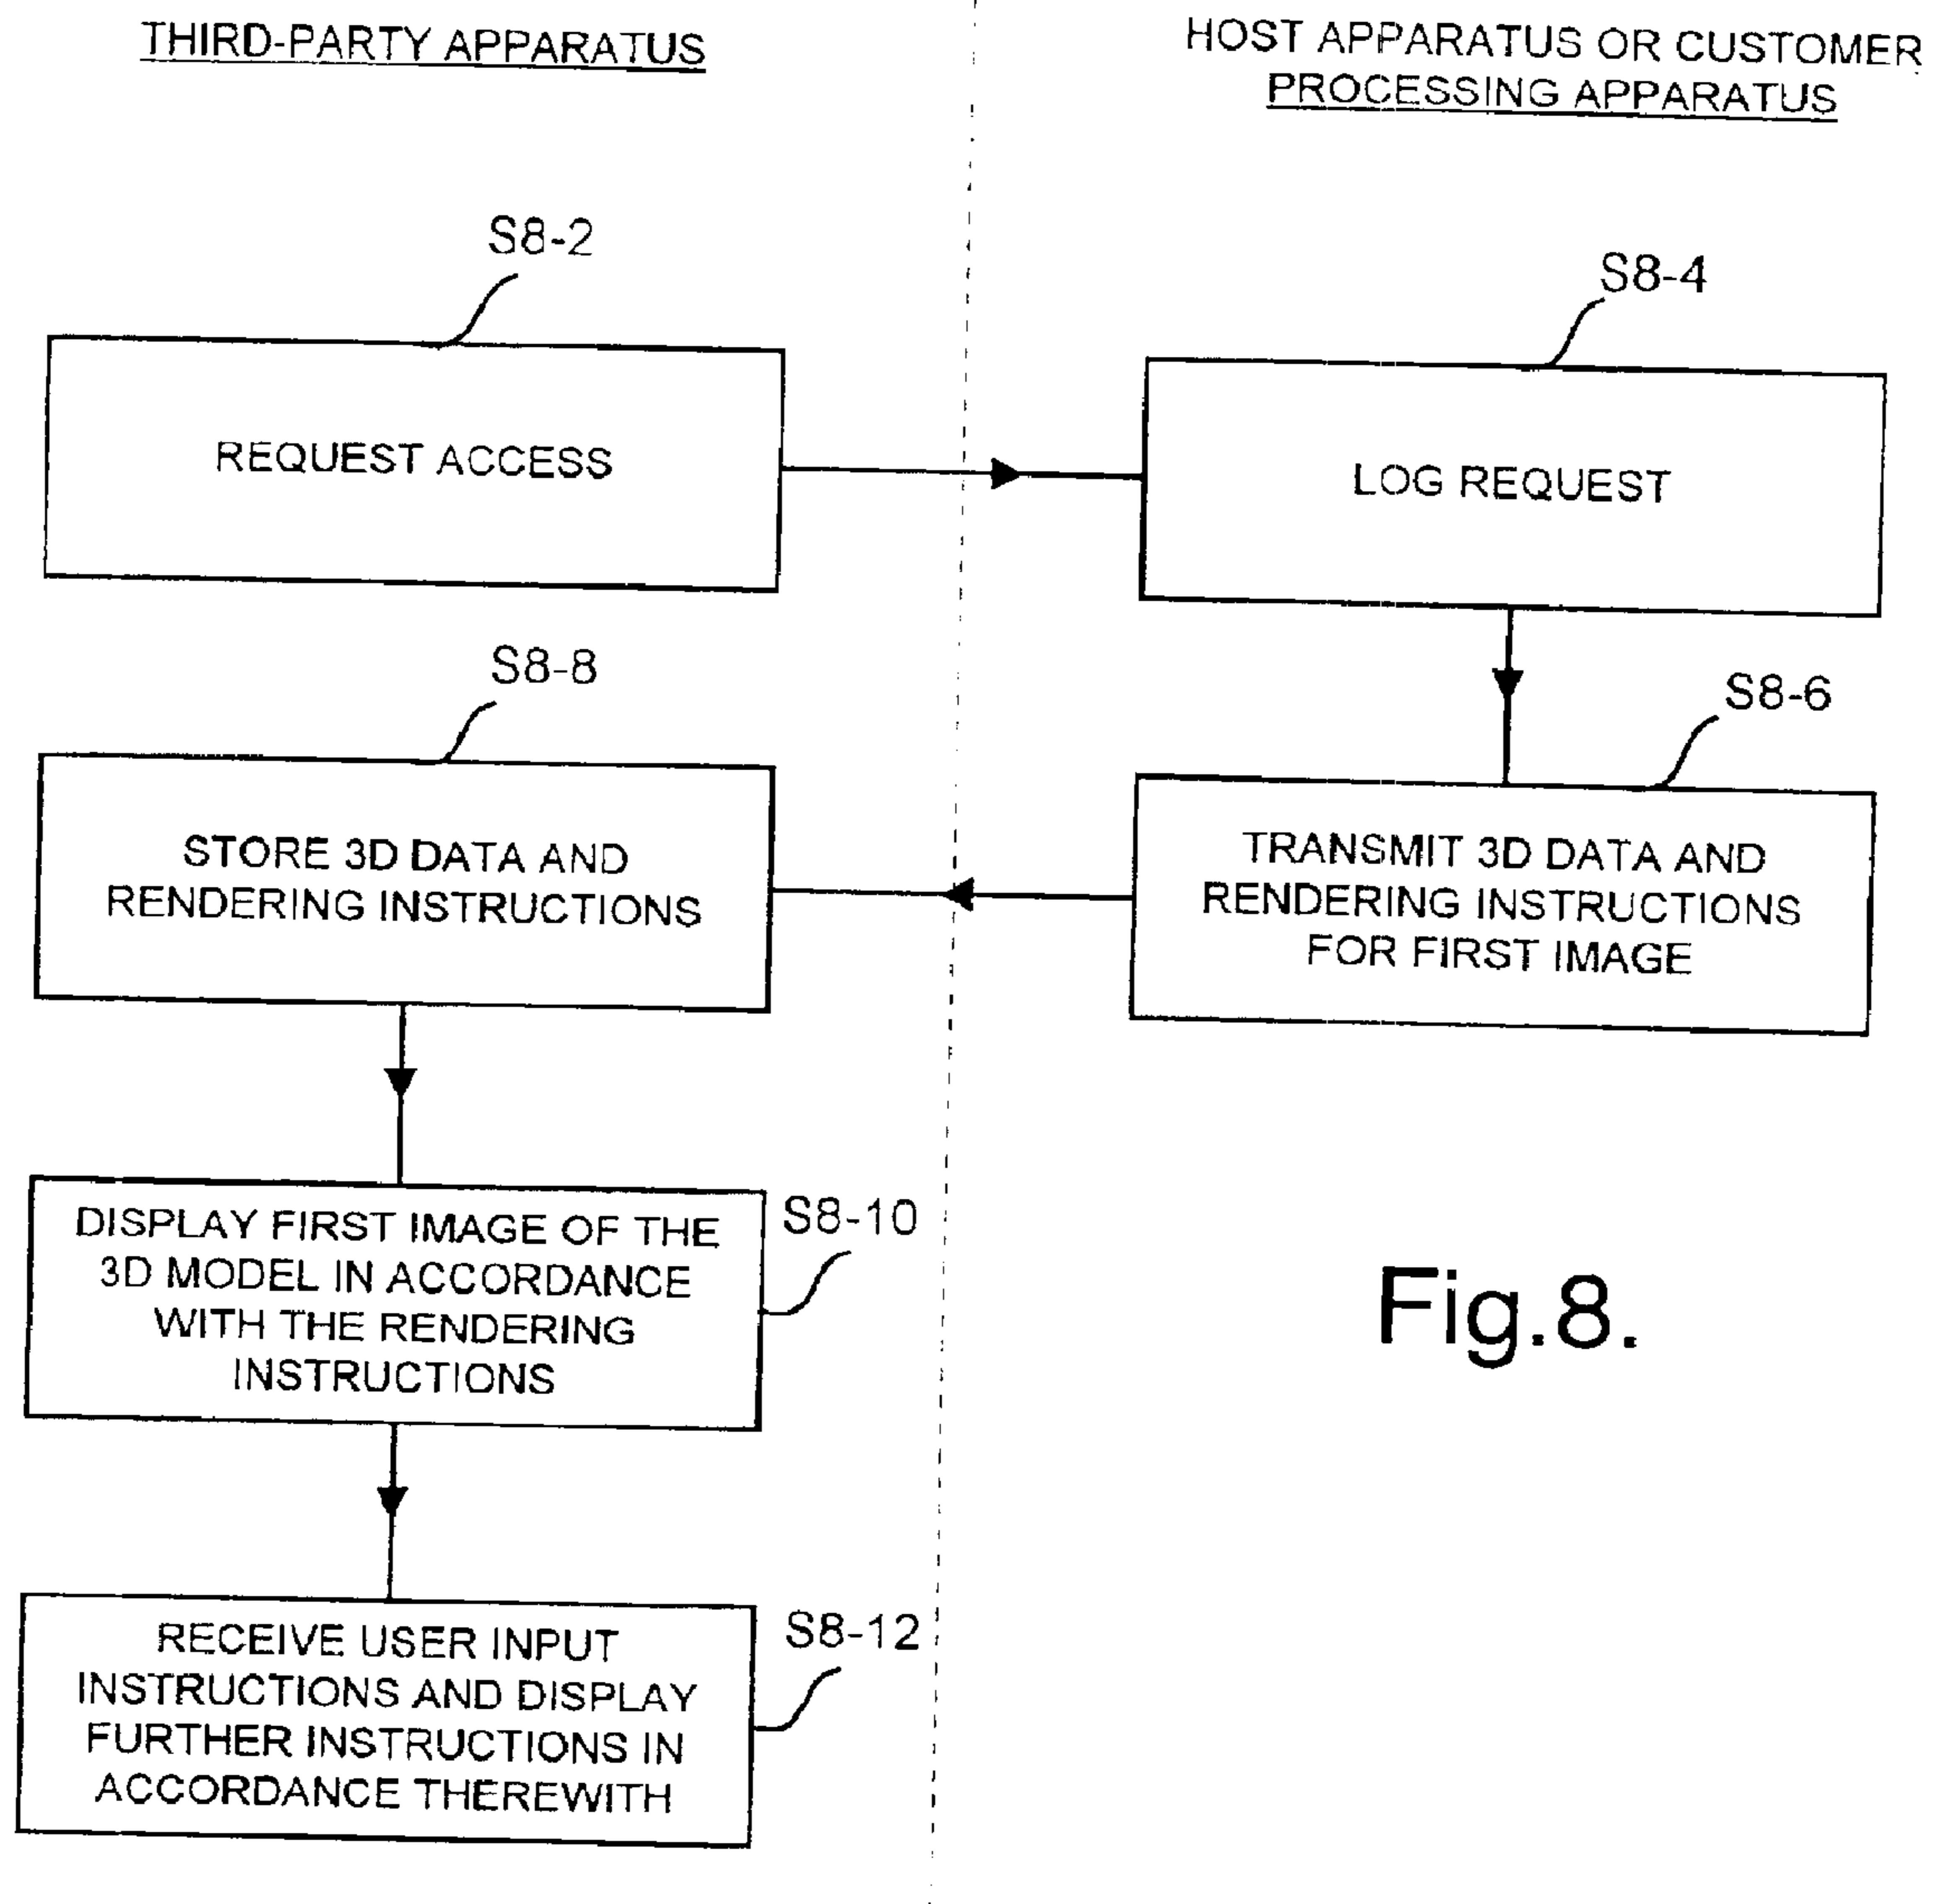 THIRD-PARTY APPARATUS
HOST APPARATUS OR CUSTOMER
PROCESSING APPARATUS
S8-2
REQUEST ACCESS
S8-4
LOG REQUEST
S8-6
TRANSMIT 3D DATA AND
RENDERING INSTRUCTIONS
FOR FIRST IMAGE
S8-8
STORE 3D DATA AND
RENDERING INSTRUCTIONS
S8-10
DISPLAY FIRST IMAGE OF THE
3D MODEL IN ACCORDANCE
WITH THE RENDERING
INSTRUCTIONS
S8-12
RECEIVE USER INPUT
INSTRUCTIONS AND DISPLAY
FURTHER INSTRUCTIONS IN
ACCORDANCE THEREWITH
Fig.8.